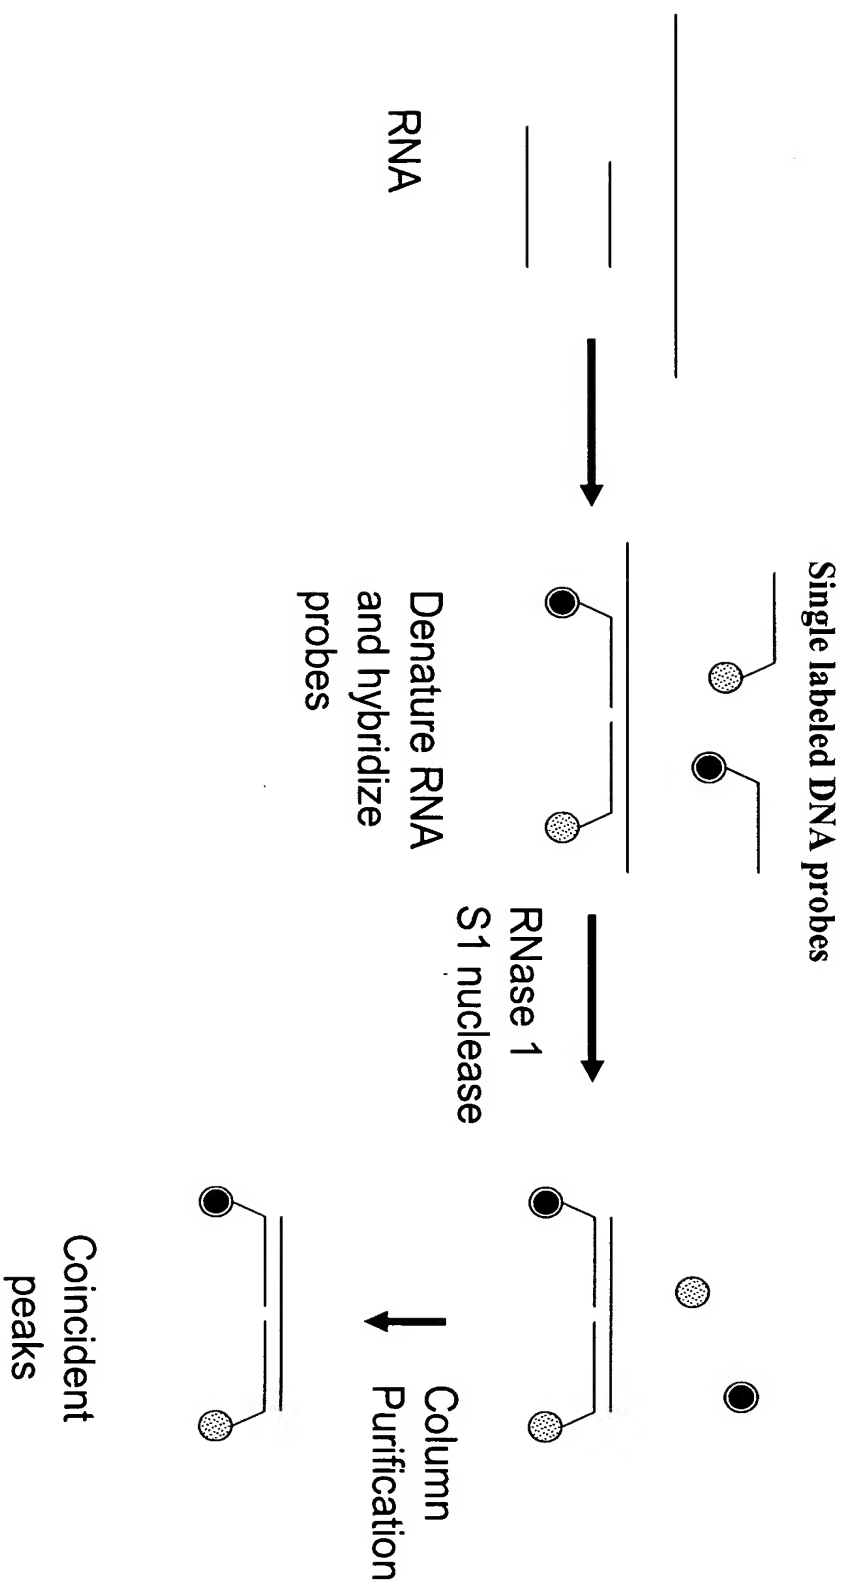 Single labeled DNA probes
RNA
Denature RNA
and hybridize
probes
RNase 1
S1 nuclease
Column
Purification
Coincident
peaks